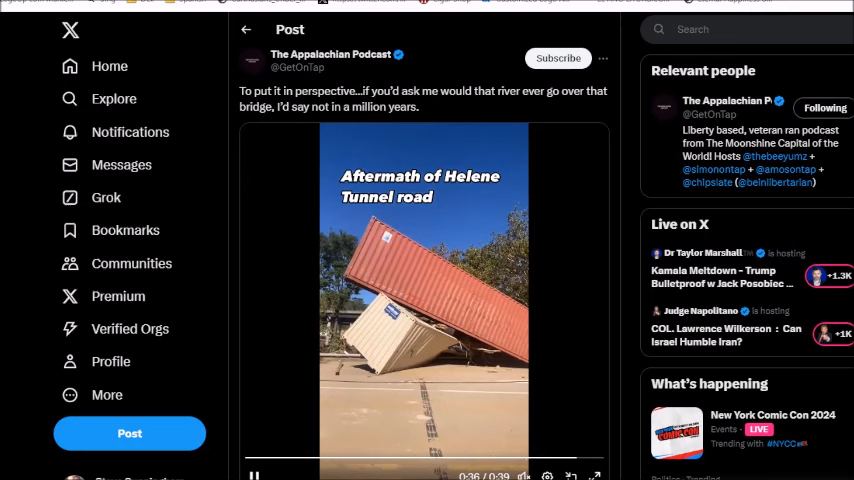 Post
Search
The Appalachian Podcast
@GetOnTap
Subscribe
To put it in perspective...if you'd ask me would that river ever go over that
bridge, I'd say not in a million years.
Aftermath of Helene
Tunnel road
0:36 / 0:39
Home
Explore
Notifications
Messages
Grok
Bookmarks
Communities
Premium
Verified Orgs
Profile
More
Post
Relevant people
The Appalachian P
@GetOnTap
Following
Liberty based, veteran ran podcast
from The Moonshine Capital of the
World! Hosts @thebeeyumz +
@simonontap + @amosontap +
@chipslate (@beinlibertarian)
Live on X
Dr Taylor Marshall™ is hosting
Kamala Meltdown - Trump
Bulletproof w Jack Posobiec ...
+1.3K
Judge Napolitano is hosting
COL. Lawrence Wilkerson : Can
Israel Humble Iran?
+1K
What's happening
New York Comic Con 2024
Events · LIVE
Trending with #NYCC